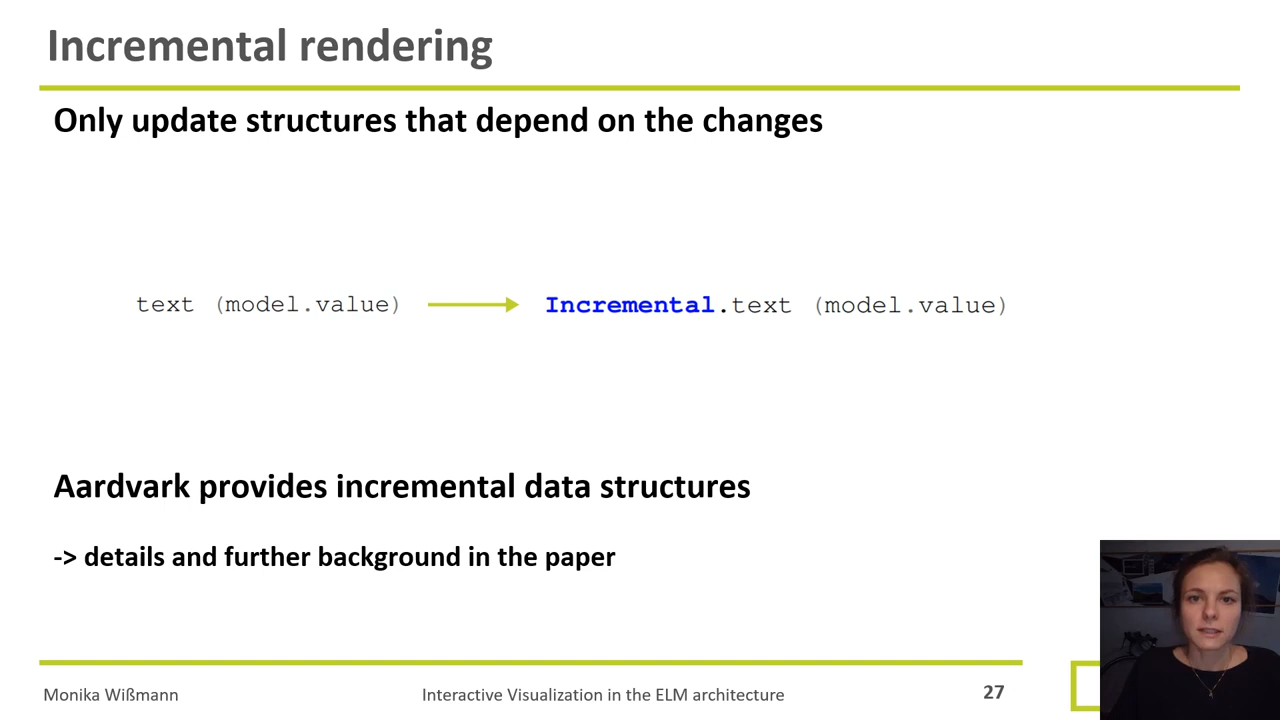 Incremental rendering
Only update structures that depend on the changes
text (model.value)
Incremental.text (model.value)
Aardvark provides incremental data structures
-> details and further background in the paper
Monika Wißmann
Interactive Visualization in the ELM architecture
27